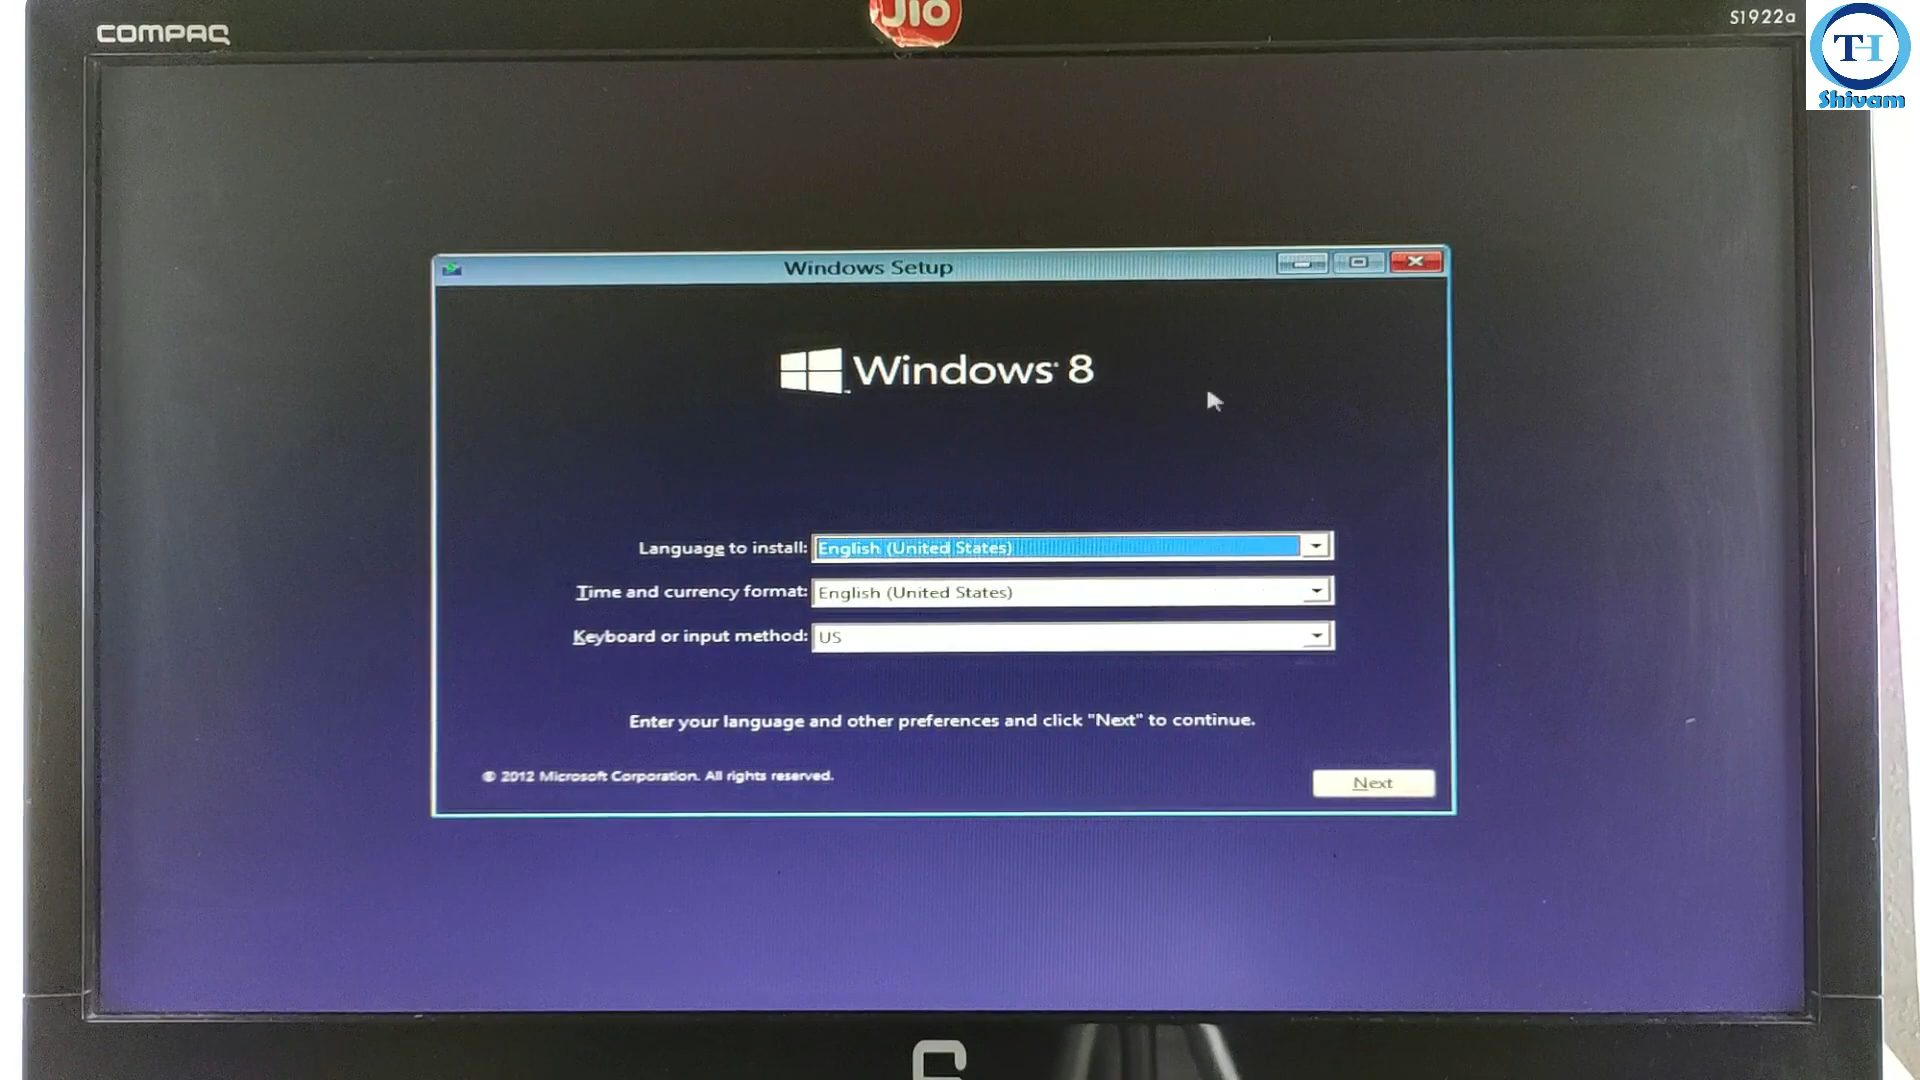 COMPAQ
Jio
S1922a
TH
Shivam
Windows Setup
Windows 8
Language to install: English (United States)
Time and currency format: English (United States)
Keyboard or input method: US
Enter your language and other preferences and click "Next" to continue.
© 2012 Microsoft Corporation. All rights reserved.
Next